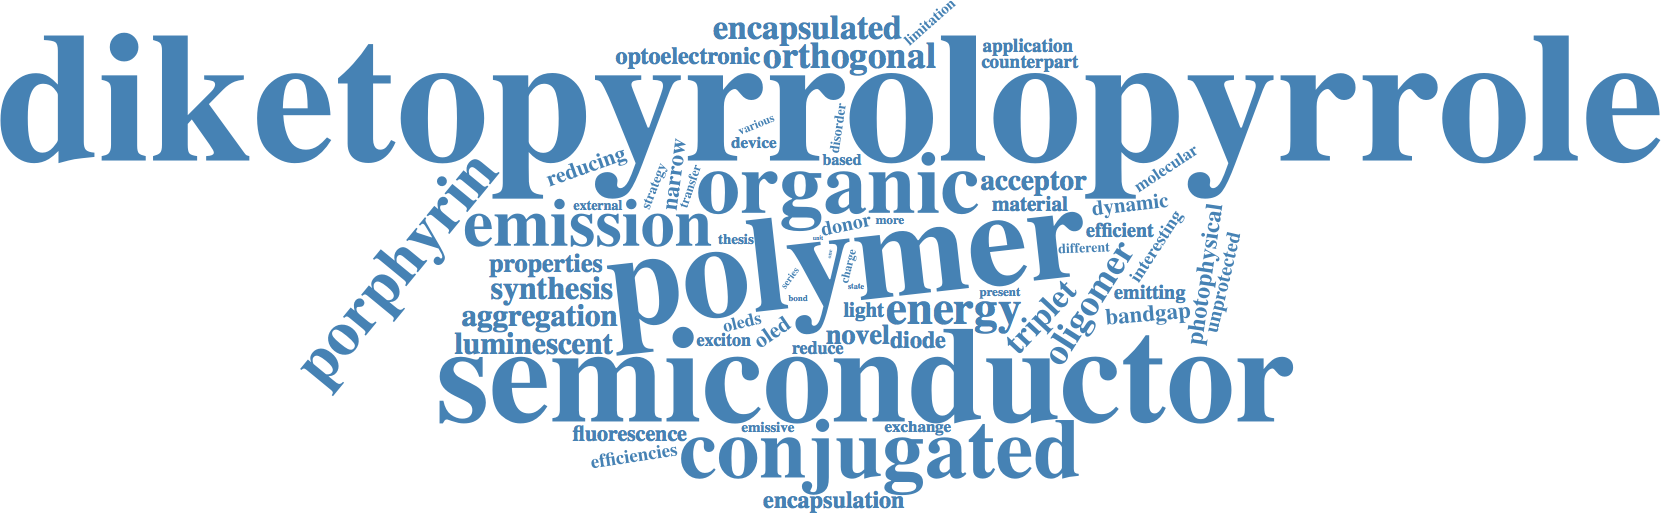 limitation
encapsulated
optoelectronic
orthogonal
application
counterpart
diketopyrrolopyrrole
various
device
disorder
based
reducing
strategy
narrow
transfer
organic
acceptor
molecular
porphyrin
external
material
dynamic
emission
thesis
unit
donor
more
efficient
different
interesting
photophysical
unprotected
properties
polymer
series
charge
state
bond
synthesis
present
emitting
aggregation
oleds
oled
light
energy
triplet
oligomer
bandgap
luminescent
exciton
reduce
novel
diode
semiconductor
fluorescence
emissive
exchange
efficiencies
conjugated
encapsulation